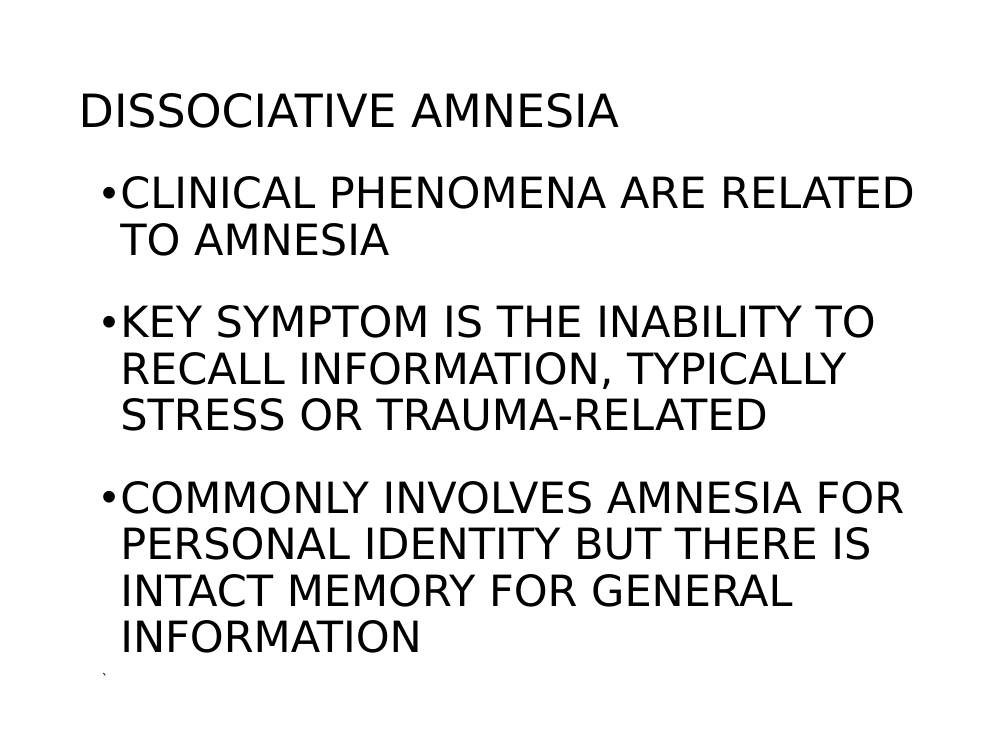 DISSOCIATIVE AMNESIA
•CLINICAL PHENOMENA ARE RELATED
TO AMNESIA
•KEY SYMPTOM IS THE INABILITY TO
RECALL INFORMATION, TYPICALLY
STRESS OR TRAUMA-RELATED
•COMMONLY INVOLVES AMNESIA FOR
PERSONAL IDENTITY BUT THERE IS
INTACT MEMORY FOR GENERAL
INFORMATION
`